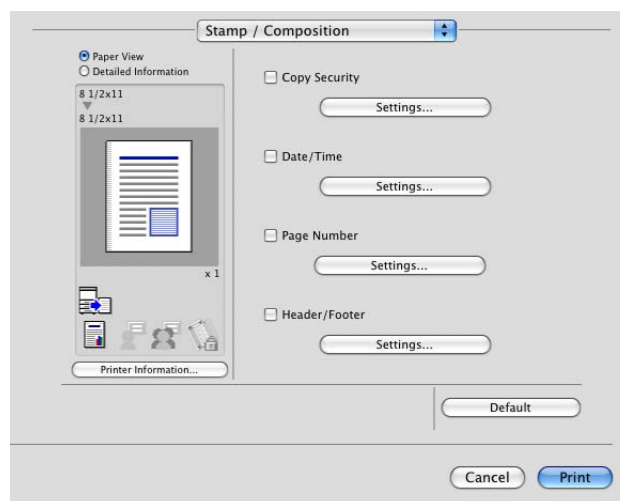 Stamp / Composition
Paper View
Detailed Information
8 1/2x11
8 1/2x11
x 1
Printer Information...
Copy Security
Settings...
Date/Time
Settings...
Page Number
Settings...
Header/Footer
Settings...
Default
Cancel
Print